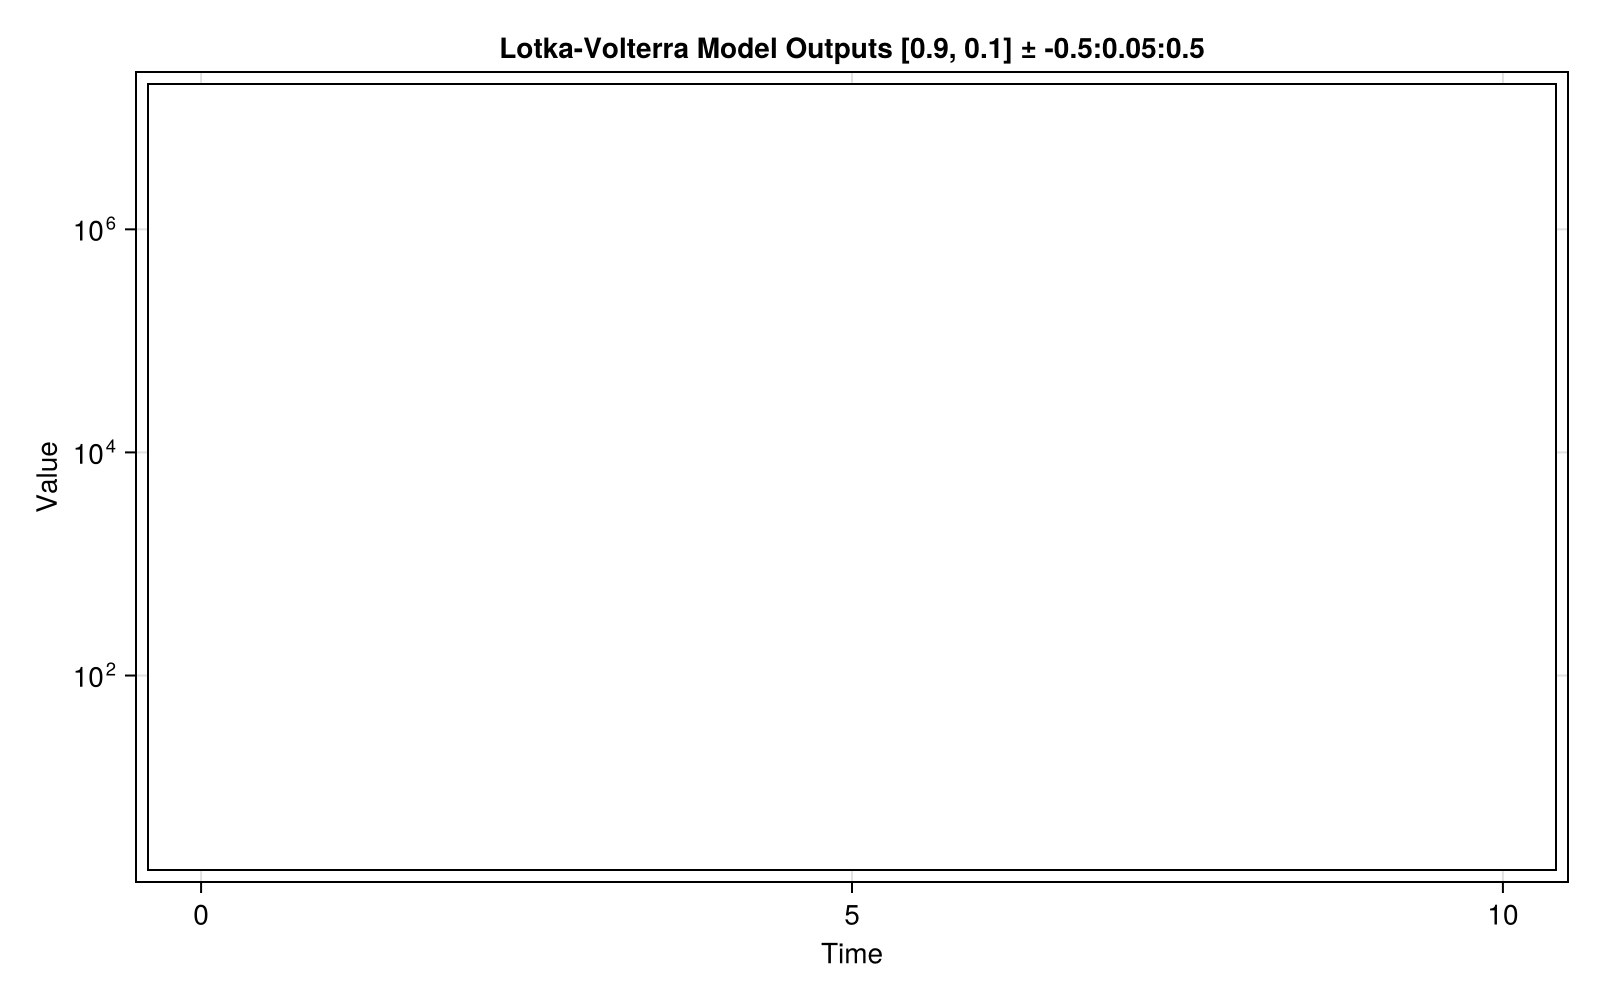 Lotka-Volterra Model Outputs [0.9, 0.1] ± -0.5:0.05:0.5
10⁶
10⁴
10²
Value
0 5 10
Time